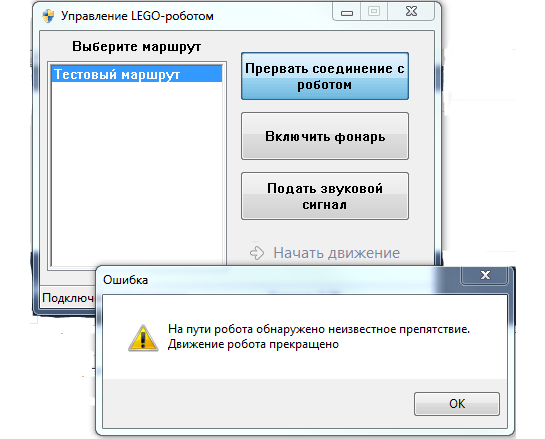 Управление LEGO-роботом
Выберите маршрут
Тестовый маршрут
Прервать соединение с
роботом
Включить фонарь
Подать звуковой
сигнал
Начать движение
Подключ
Ошибка
На пути робота обнаружено неизвестное препятствие.
Движение робота прекращено
OK